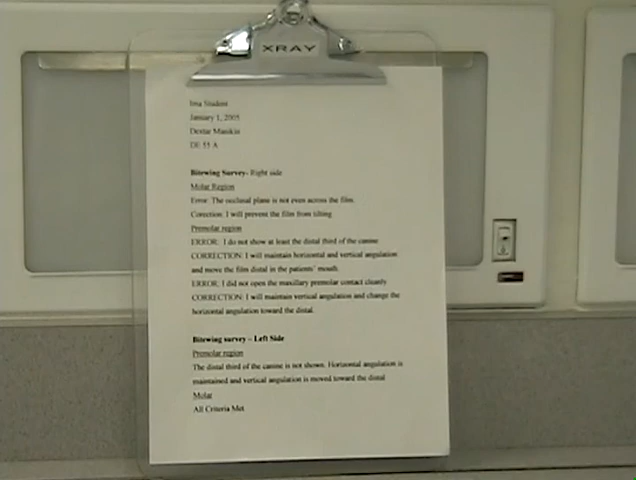 XRAY
Ima Student
January 1, 2005
Dexter Manikin
DE 55 A
Bitewing Survey- Right side
Molar Region
Error: The occlusal plane is not even across the film.
Correction: I will prevent the film from tilting
Premolar region
ERROR: I do not show at least the distal third of the canine
CORRECTION: I will maintain horizontal and vertical angulation
and move the film distal in the patients' mouth.
ERROR: I did not open the maxillary premolar contact cleanly
CORRECTION: I will maintain vertical angulation and change the
horizontal angulation toward the distal.
Bitewing survey – Left Side
Premolar region
The distal third of the canine is not shown. Horizontal angulation is
maintained and vertical angulation is moved toward the distal
Molar
All Criteria Met